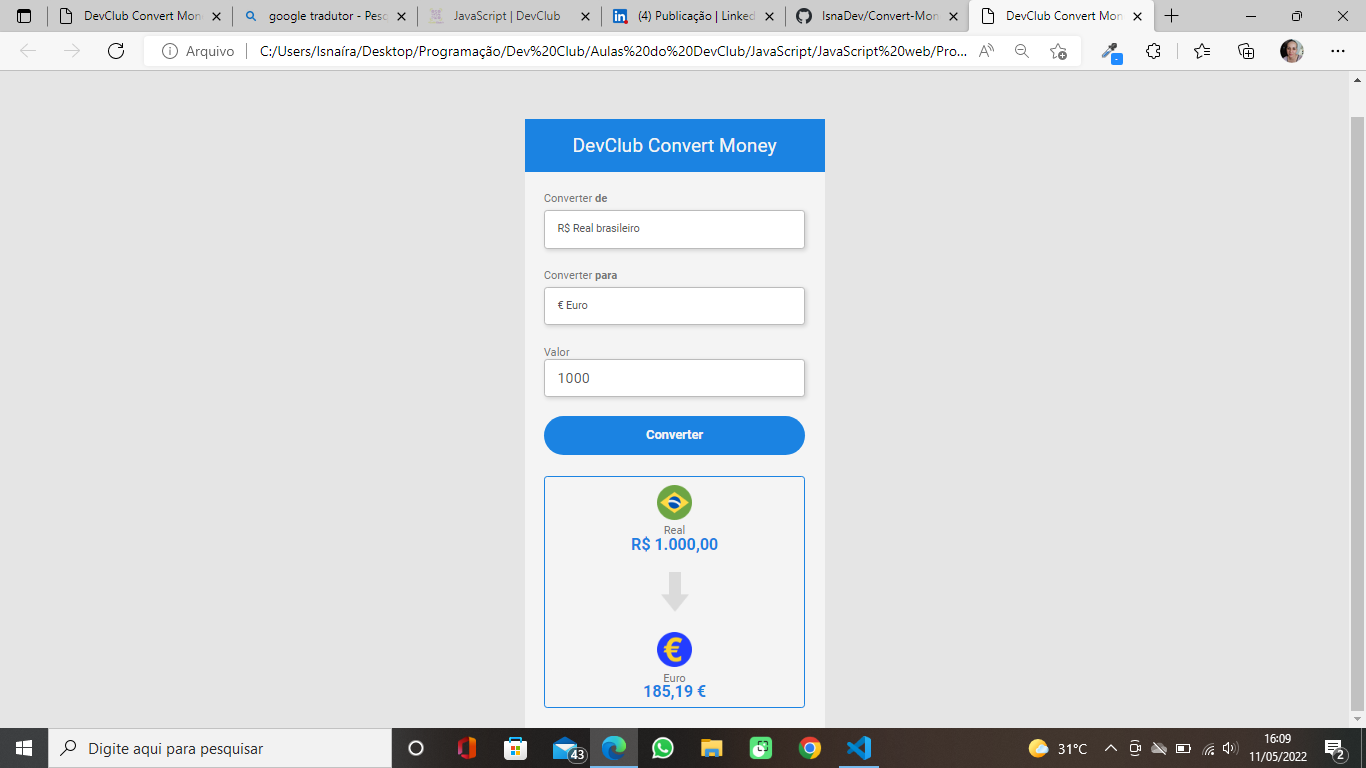 DevClub Convert Mon
google tradutor - Pesq
JavaScript | DevClub
(4) Publicação | Linked
IsnaDev/Convert-Mon
DevClub Convert Mon
Arquivo
C:/Users/Isnaíra/Desktop/Programação/Dev%20Club/Aulas%20do%20DevClub/JavaScript/JavaScript%20web/Pro...
DevClub Convert Money
Converter de
R$ Real brasileiro
Converter para
€ Euro
Valor
1000
Converter
Real
R$ 1.000,00
€
Euro
185,19 €
Digite aqui para pesquisar
43
31°C
16:09
11/05/2022
2